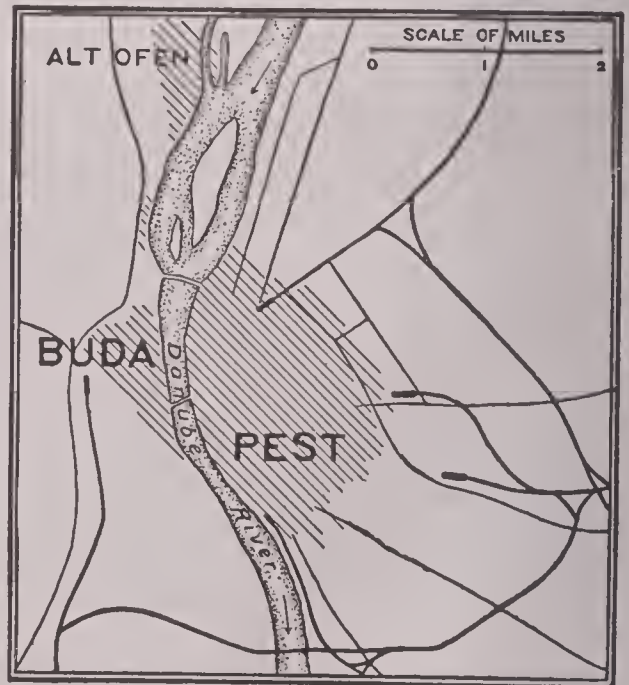 ALT OFEN
SCALE OF MILES
0 1 2
BUDA
Danube
PEST
River